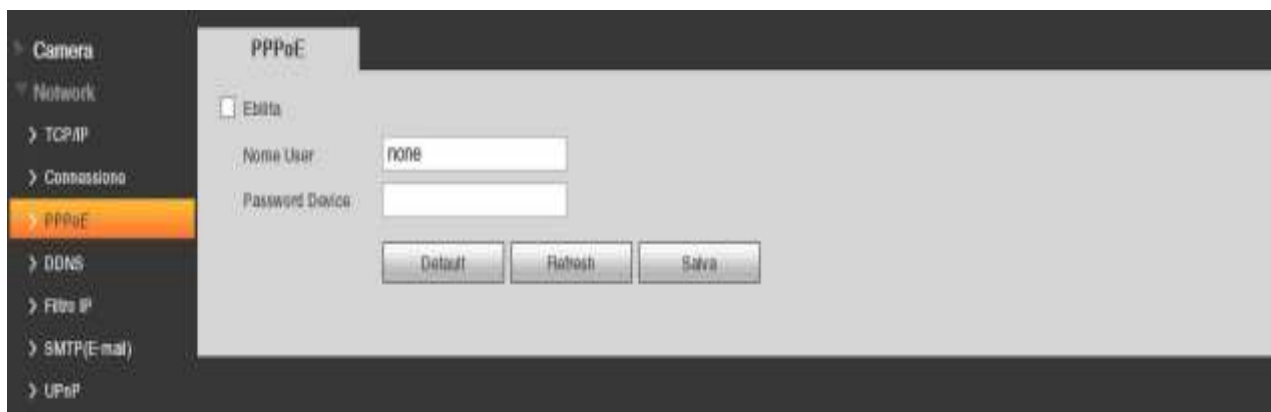 Camera
Network
TCP/IP
Connessione
PPPoE
DDNS
Filtro IP
SMTP(E-mail)
UPnP
PPPoE
Ebilita
Nome User
none
Password Device
Default
Refresh
Salva